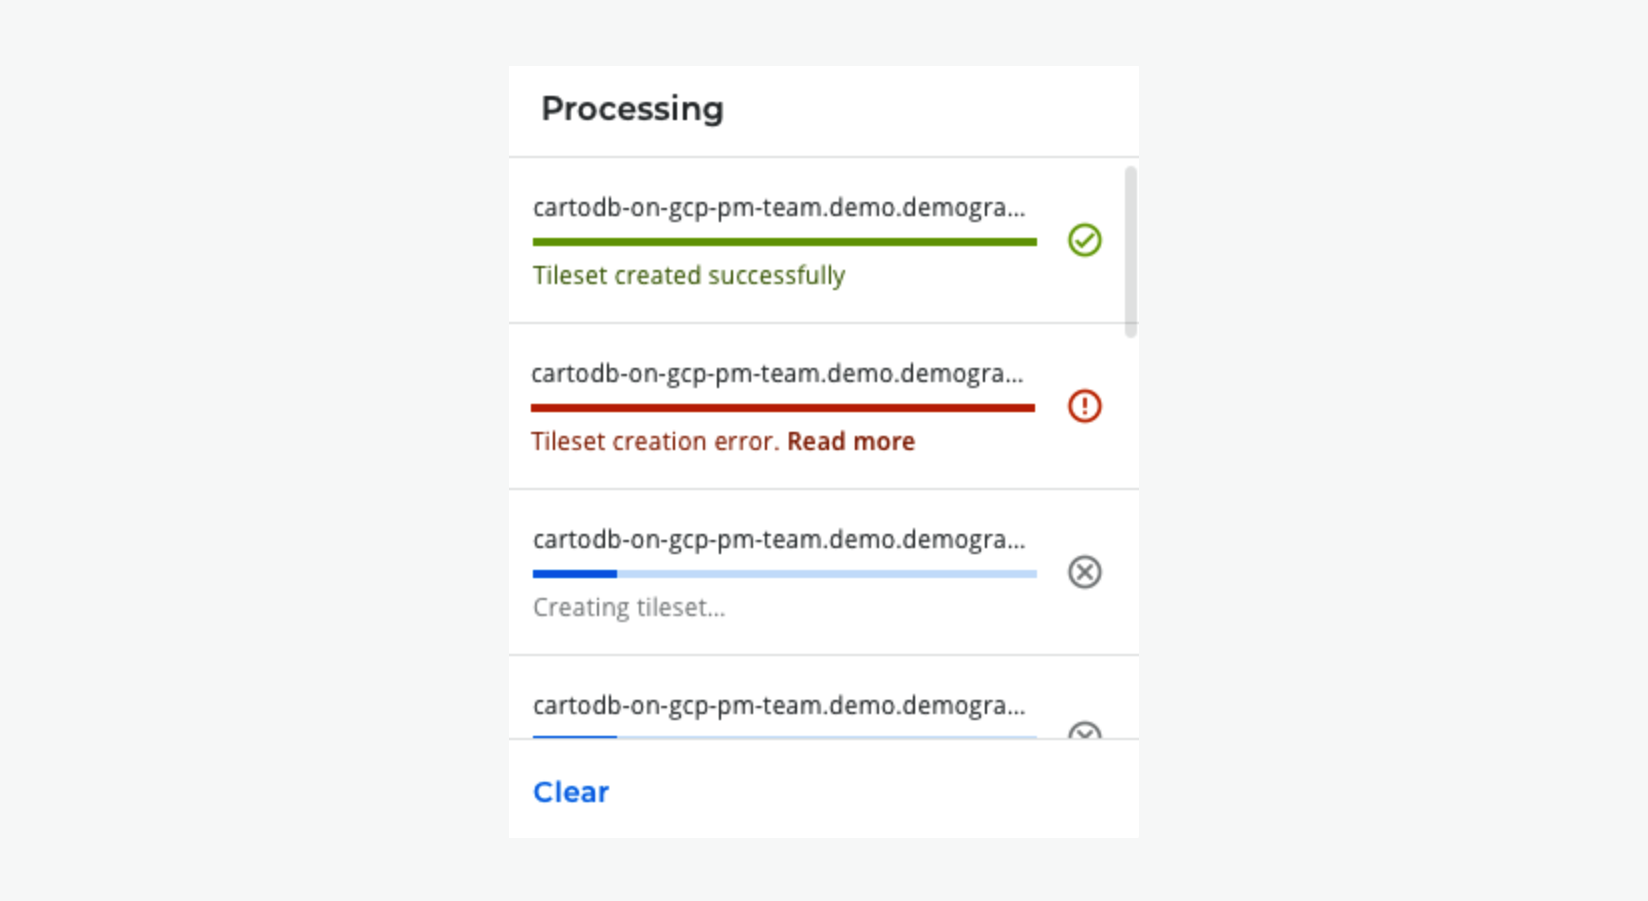 Processing
cartodb-on-gcp-pm-team.demo.demogra...
Tileset created successfully
cartodb-on-gcp-pm-team.demo.demogra...
Tileset creation error. Read more
cartodb-on-gcp-pm-team.demo.demogra...
Creating tileset...
cartodb-on-gcp-pm-team.demo.demogra...
Clear